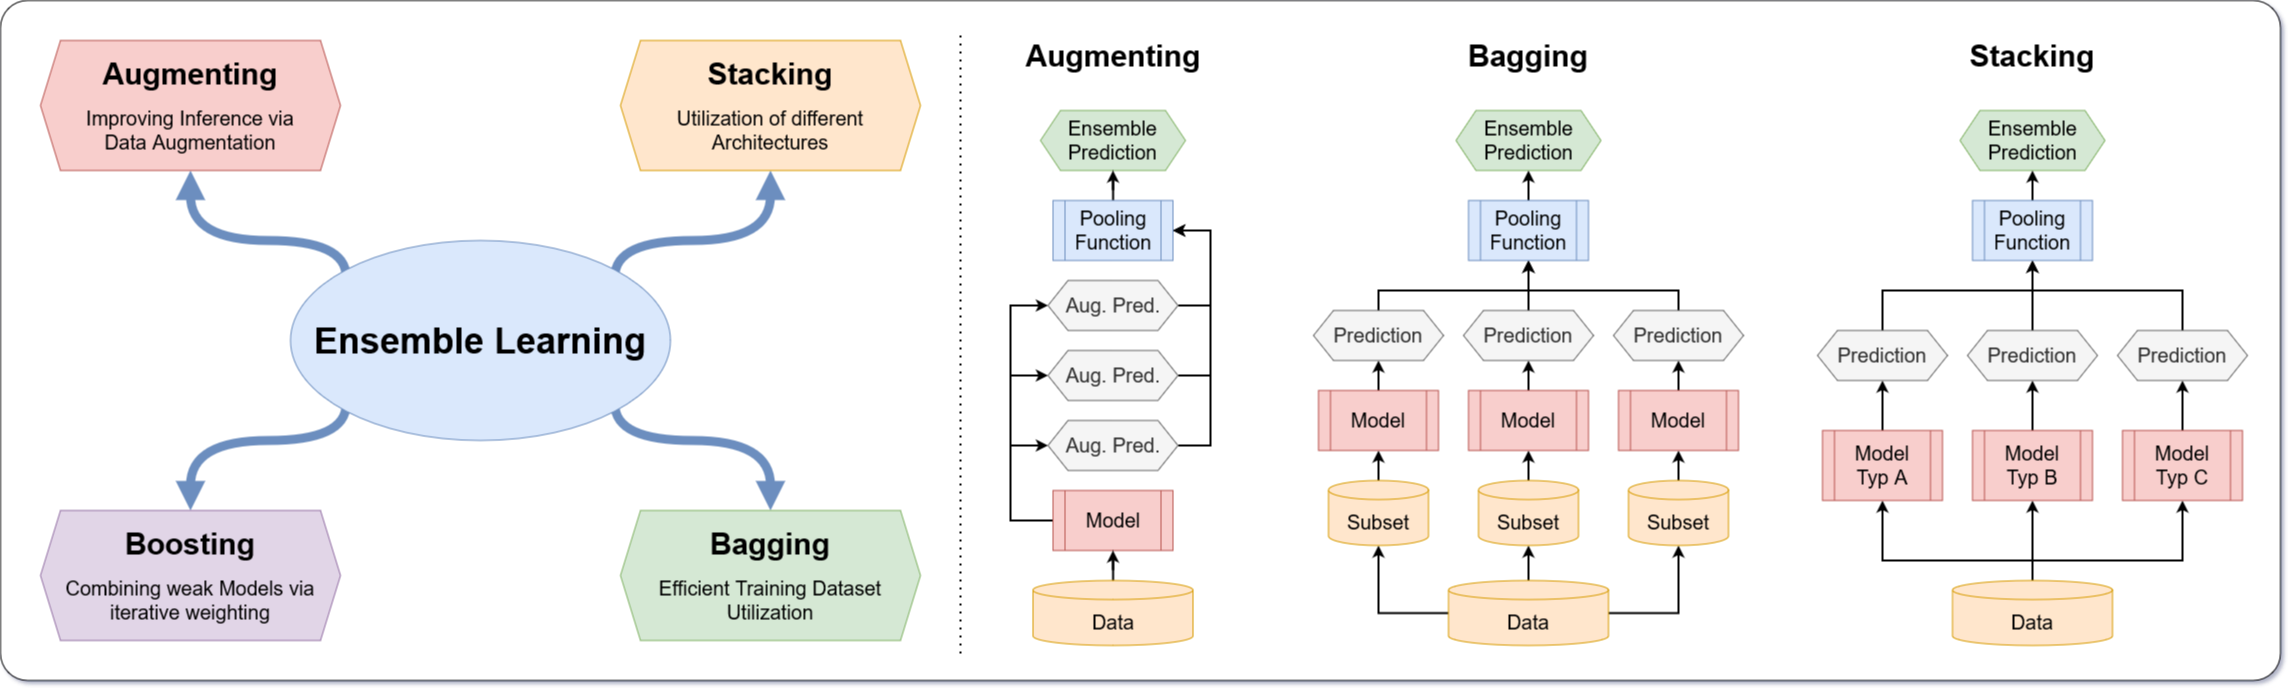 Augmenting
Improving Inference via
Data Augmentation
Stacking
Utilization of different
Architectures
Ensemble Learning
Boosting
Combining weak Models via
iterative weighting
Bagging
Efficient Training Dataset
Utilization
Augmenting
Ensemble
Prediction
Pooling
Function
Aug. Pred.
Aug. Pred.
Aug. Pred.
Model
Data
Bagging
Ensemble
Prediction
Pooling
Function
Prediction
Prediction
Prediction
Model
Model
Model
Subset
Subset
Subset
Data
Stacking
Ensemble
Prediction
Pooling
Function
Prediction
Prediction
Prediction
Model
Typ A
Model
Typ B
Model
Typ C
Data